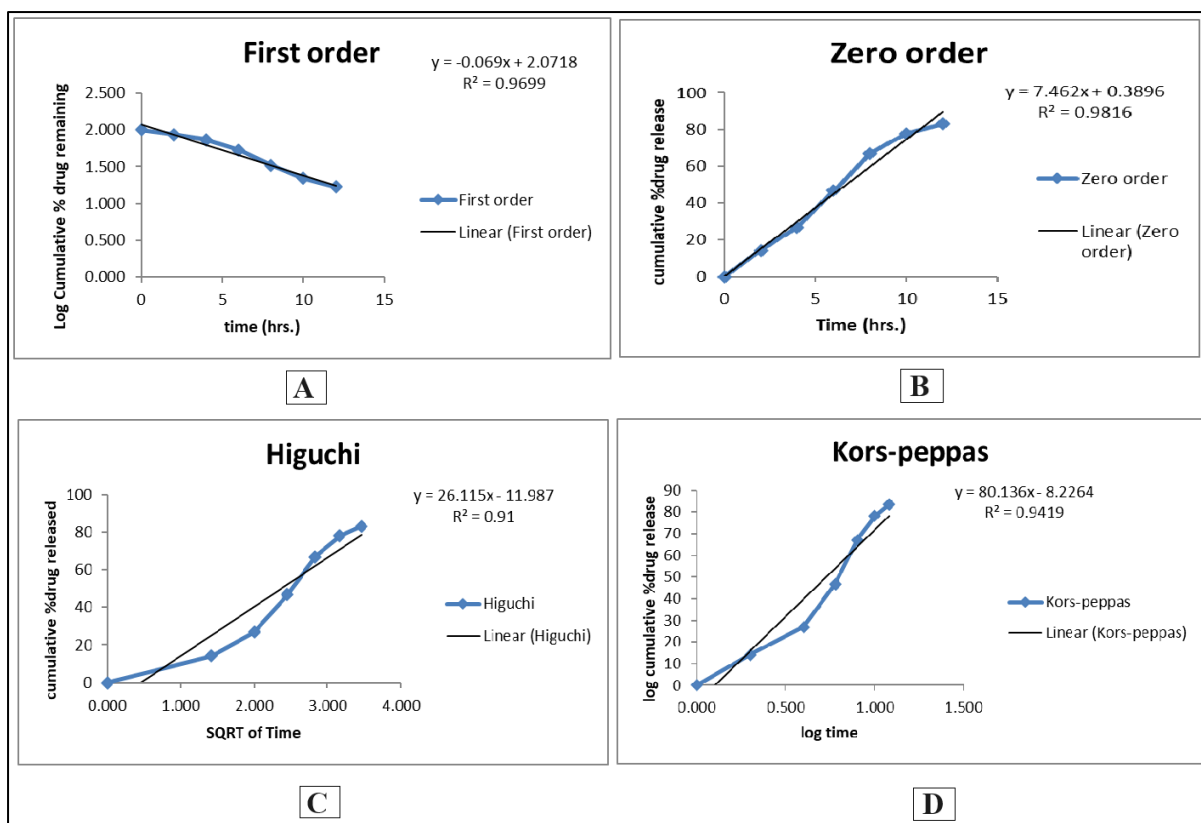 First order
y = -0.069x + 2.0718
R² = 0.9699
Log Cumulative % drug remaining
2.500
2.000
1.500
1.000
0.500
0.000
0
5
10
15
time (hrs.)
First order
Linear (First order)
A
Zero order
y = 7.462x + 0.3896
R² = 0.9816
cumulative %drug release
100
80
60
40
20
0
0
5
10
15
Time (hrs.)
Zero order
Linear (Zero
order)
B
Higuchi
y = 26.115x - 11.987
R² = 0.91
cumulative %drug released
100
80
60
40
20
0
0.000
1.000
2.000
3.000
4.000
SQRT of Time
Higuchi
Linear (Higuchi)
C
Kors-peppas
y = 80.136x - 8.2264
R² = 0.9419
log cumulative %drug release
90
80
70
60
50
40
30
20
10
0
0.000
0.500
1.000
1.500
log time
Kors-peppas
Linear (Kors-peppas)
D